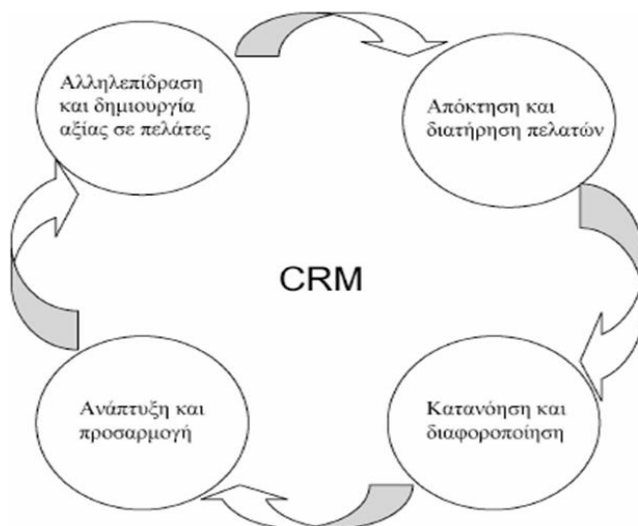 Αλληλεπίδραση
και δημιουργία
αξίας σε πελάτες
Απόκτηση και
διατήρηση πελατών
CRM
Ανάπτυξη και
προσαρμογή
Κατανόηση και
διαφοροποίηση